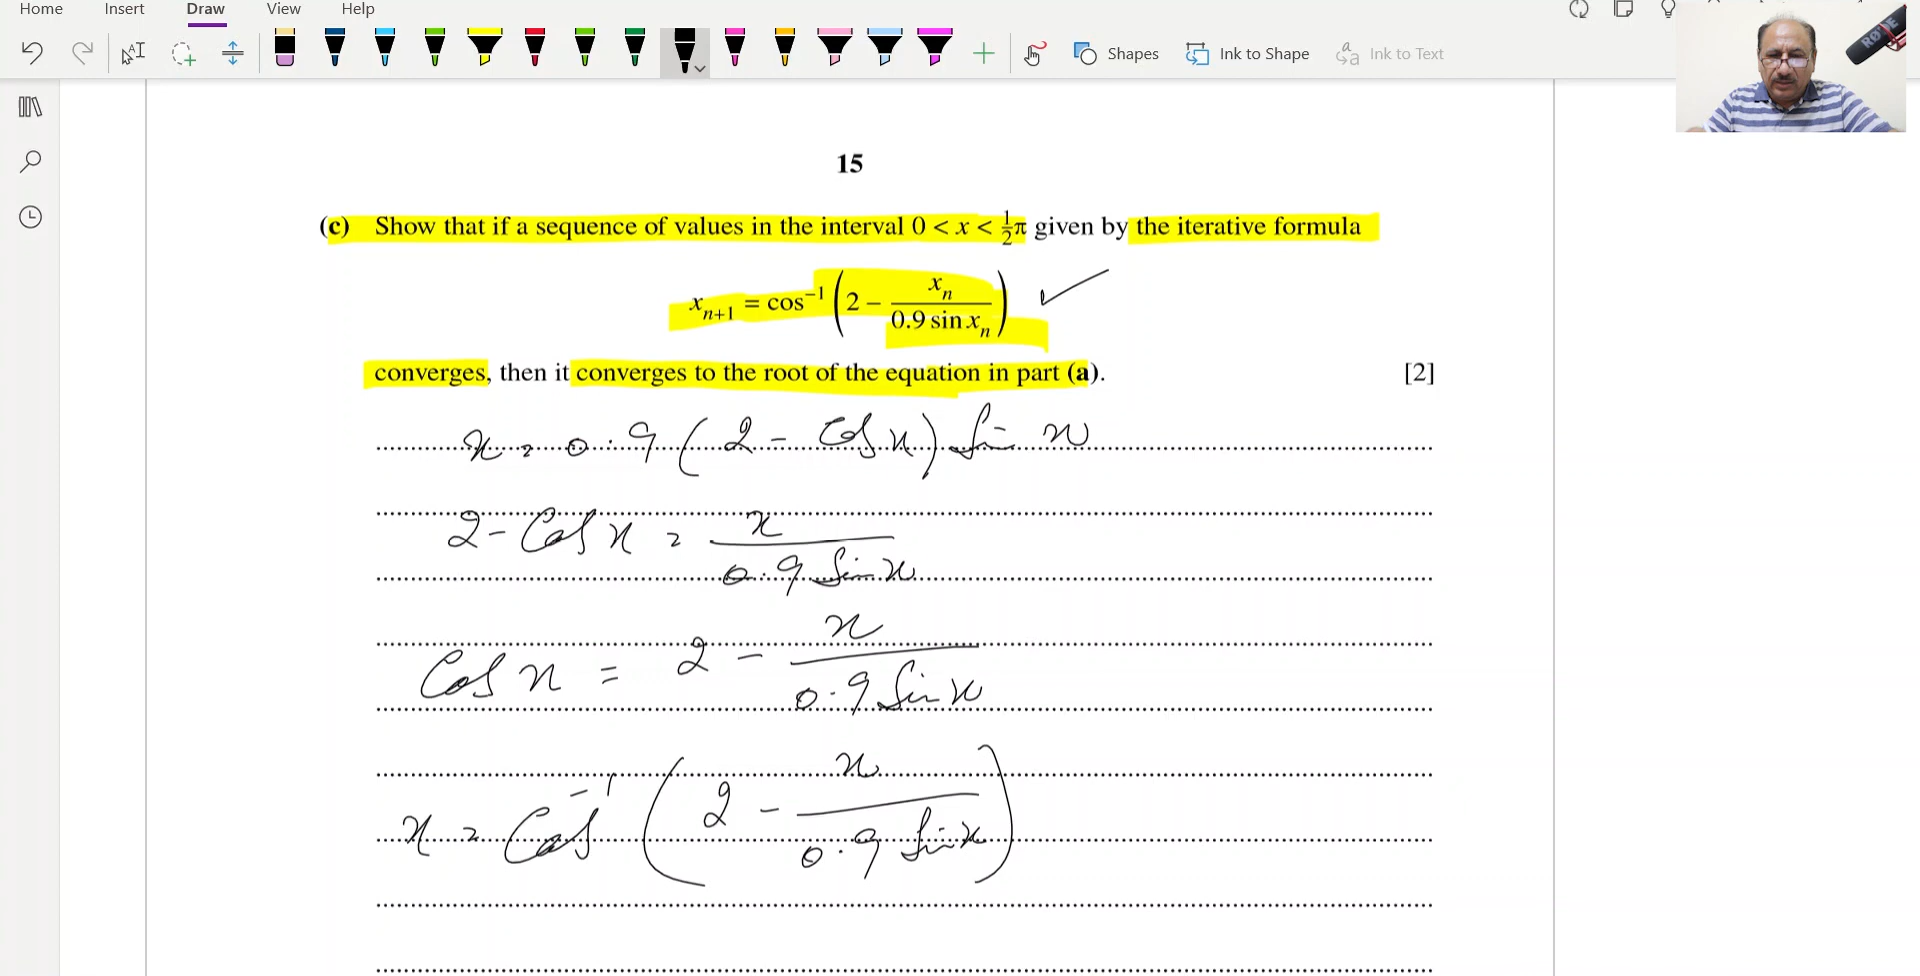 Home Insert Draw View Help
Shapes Ink to Shape Ink to Text
RØDE
15
(c) Show that if a sequence of values in the interval 0 < x < ½π given by the iterative formula
xₙ₊₁ = cos⁻¹(2 − xₙ / (0.9 sin xₙ)) ✓
converges, then it converges to the root of the equation in part (a). [2]
x = 0.9(2 − Cos x) Sin x
2 − Cos x = x / (0.9 Sin x)
Cos x = 2 − x / (0.9 Sin x)
x = Cos⁻¹(2 − x / (0.9 Sin x))